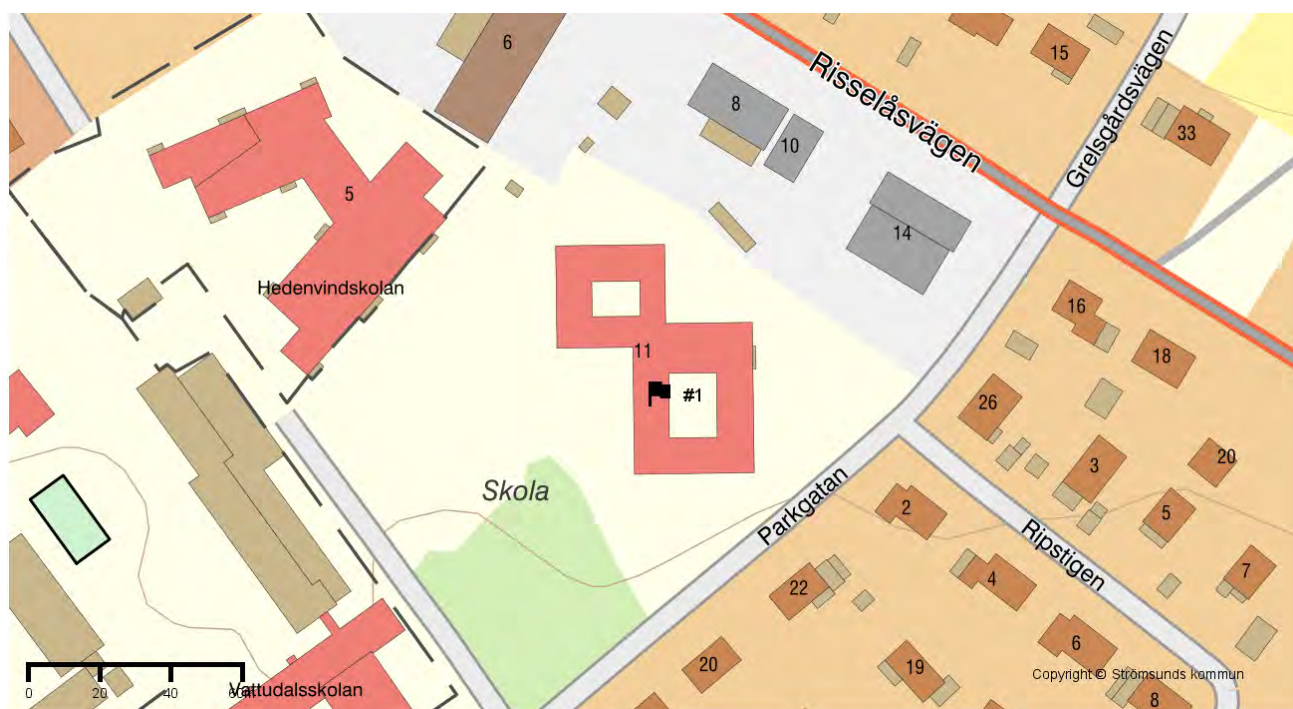 6
15
Risselåsvägen
Grelsgårdsvägen
8
10
33
5
14
Hedenvindskolan
16
11
18
#1
26
20
3
Skola
Parkgatan
2
5
Ripstigen
22
4
7
6
20
19
Copyright © Strömsunds kommun
0 20 40 60m
Vattudalsskolan
8